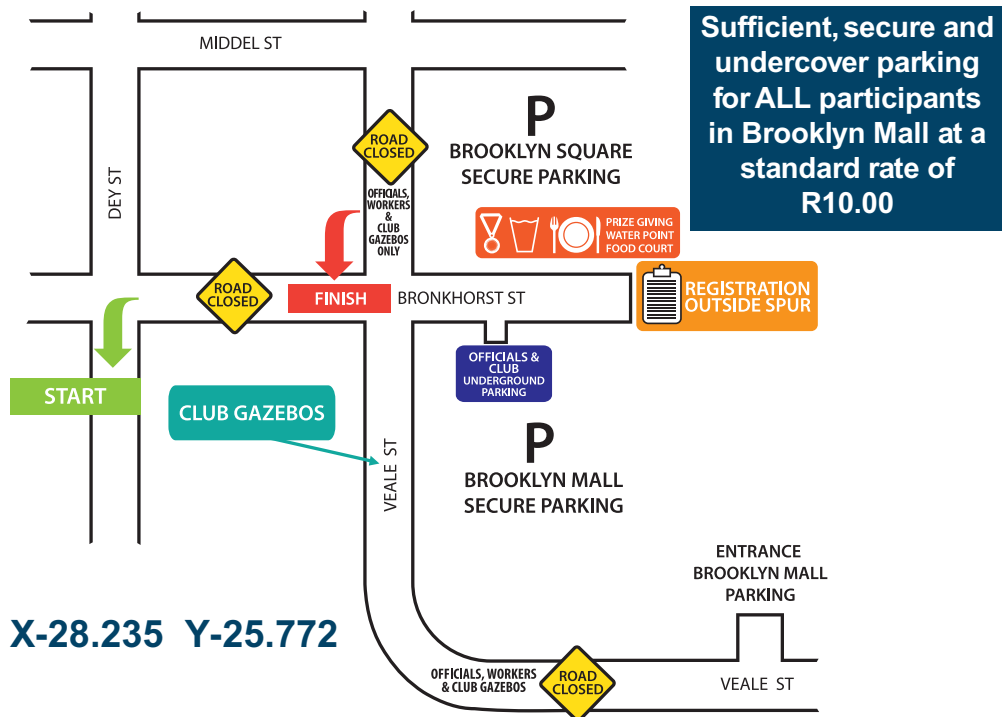 MIDDEL ST
Sufficient, secure and
undercover parking
for ALL participants
in Brooklyn Mall at a
standard rate of
R10.00
P
BROOKLYN SQUARE
SECURE PARKING
ROAD
CLOSED
DEY ST
OFFICIALS,
WORKERS
&
CLUB
GAZEBOS
ONLY
PRIZE GIVING
WATER POINT
FOOD COURT
ROAD
CLOSED
FINISH
BRONKHORST ST
REGISTRATION
OUTSIDE SPUR
OFFICIALS &
CLUB
UNDERGROUND
PARKING
START
CLUB GAZEBOS
VEALE ST
P
BROOKLYN MALL
SECURE PARKING
ENTRANCE
BROOKLYN MALL
PARKING
X-28.235 Y-25.772
OFFICIALS, WORKERS
& CLUB GAZEBOS
ROAD
CLOSED
VEALE ST